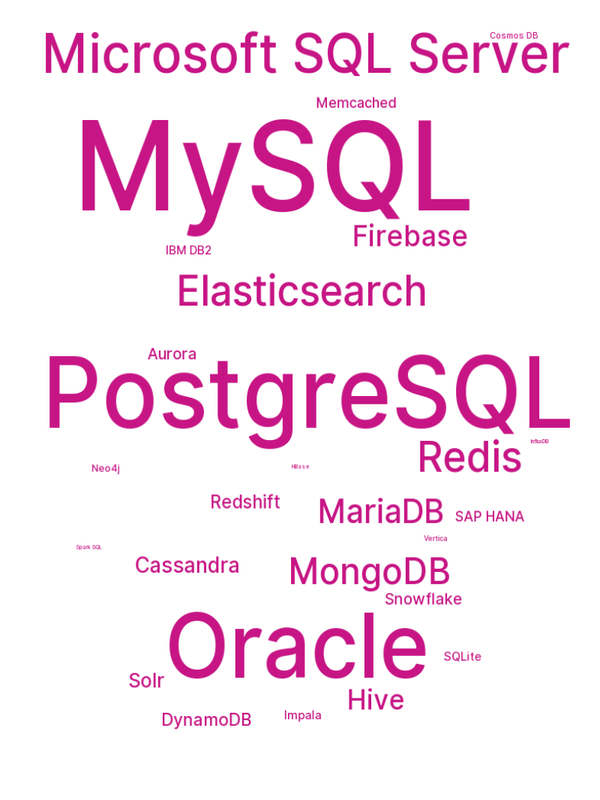 Cosmos DB
Microsoft SQL Server
Memcached
MySQL
Firebase
IBM DB2
Elasticsearch
Aurora
PostgreSQL
InfluxDB
Redis
Neo4j
HBase
Redshift
MariaDB
SAP HANA
Vertica
Spark SQL
Cassandra
MongoDB
Snowflake
Oracle
SQLite
Solr
Hive
Impala
DynamoDB